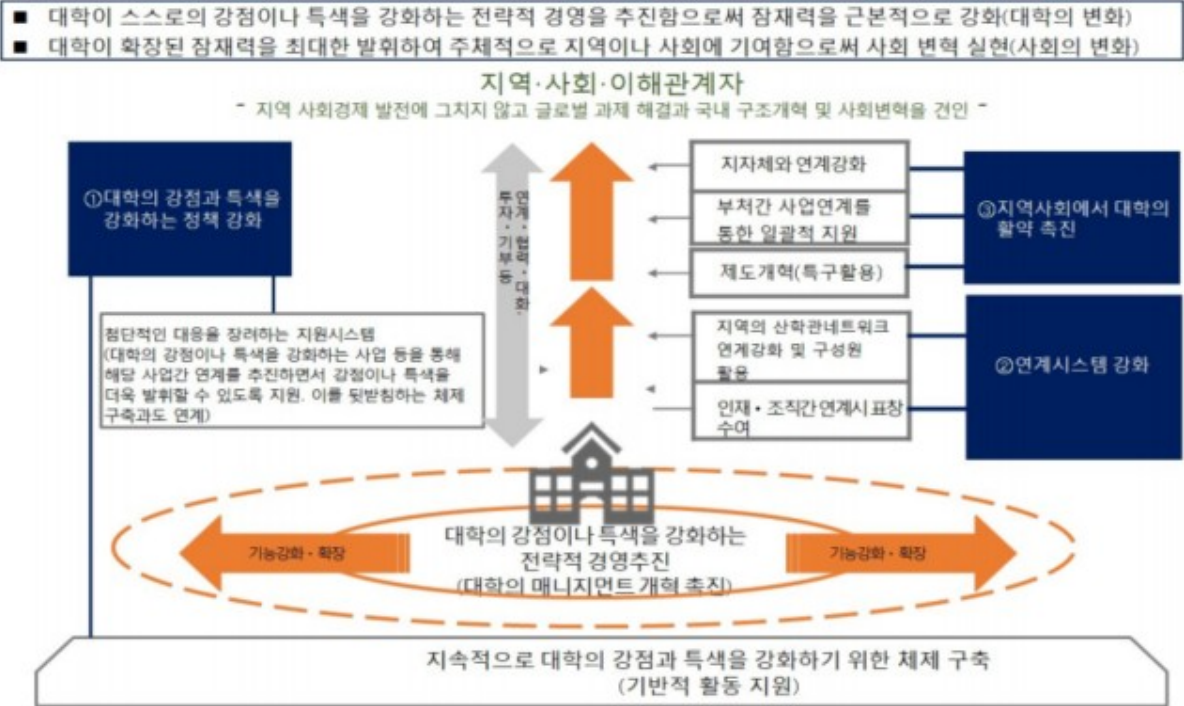 ■ 대학이 스스로의 강점이나 특색을 강화하는 전략적 경영을 추진함으로써 잠재력을 근본적으로 강화(대학의 변화)
■ 대학이 확장된 잠재력을 최대한 발휘하여 주체적으로 지역이나 사회에 기여함으로써 사회 변혁 실현(사회의 변화)
지역·사회·이해관계자
- 지역 사회경제 발전에 그치지 않고 글로벌 과제 해결과 국내 구조개혁 및 사회변혁을 견인 -
①대학의 강점과 특색을
강화하는 정책 강화
첨단적인 대응을 장려하는 지원시스템
(대학의 강점이나 특색을 강화하는 사업 등을 통해
해당 사업간 연계를 추진하면서 강점이나 특색을
더욱 발휘할 수 있도록 지원. 이를 뒷받침하는 체제
구축과도 연계)
연계・협력・대화・
투자・기부 등
지자체와 연계강화
부처간 사업연계를
통한 일괄적 지원
제도개혁(특구활용)
③지역사회에서 대학의
활약 촉진
지역의 산학관네트워크
연계강화 및 구성원
활용
인재・조직간 연계시 표창
수여
②연계시스템 강화
대학의 강점이나 특색을 강화하는
전략적 경영추진
(대학의 매니지먼트 개혁 촉진)
기능강화・확장
기능강화・확장
지속적으로 대학의 강점과 특색을 강화하기 위한 체제 구축
(기반적 활동 지원)